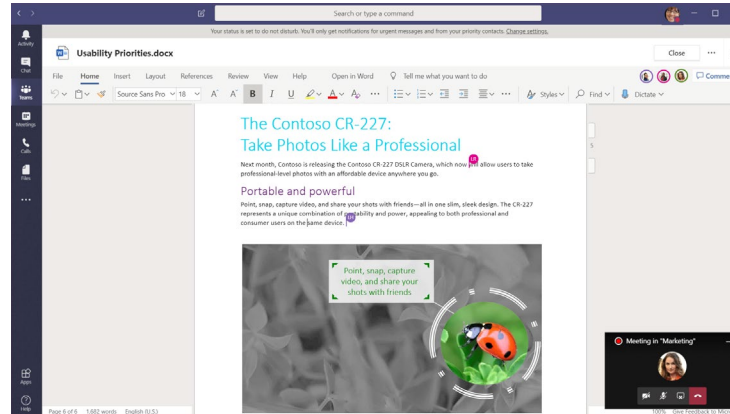 Search or type a command
Your status is set to do not disturb. You'll only get notifications for urgent messages and from your priority contacts. Change settings.
Activity
Chat
Teams
Meetings
Calls
Files
Apps
Help
Usability Priorities.docx
Close
File Home Insert Layout References Review View Help Open in Word Tell me what you want to do
Comme
Source Sans Pro 18 A A B I U A A Styles Find Dictate
The Contoso CR-227:
Take Photos Like a Professional
Next month, Contoso is releasing the Contoso CR-227 DSLR Camera, which now allow users to take
professional-level photos with an affordable device anywhere you go.
Portable and powerful
Point, snap, capture video, and share your shots with friends—all in one slim, sleek design. The CR-227
represents a unique combination of portability and power, appealing to both professional and
consumer users on the same device.
Point, snap, capture
video, and share your
shots with friends
Meeting in "Marketing"
Page 6 of 6 1,682 words English (U.S.)
100% Give Feedback to Micro